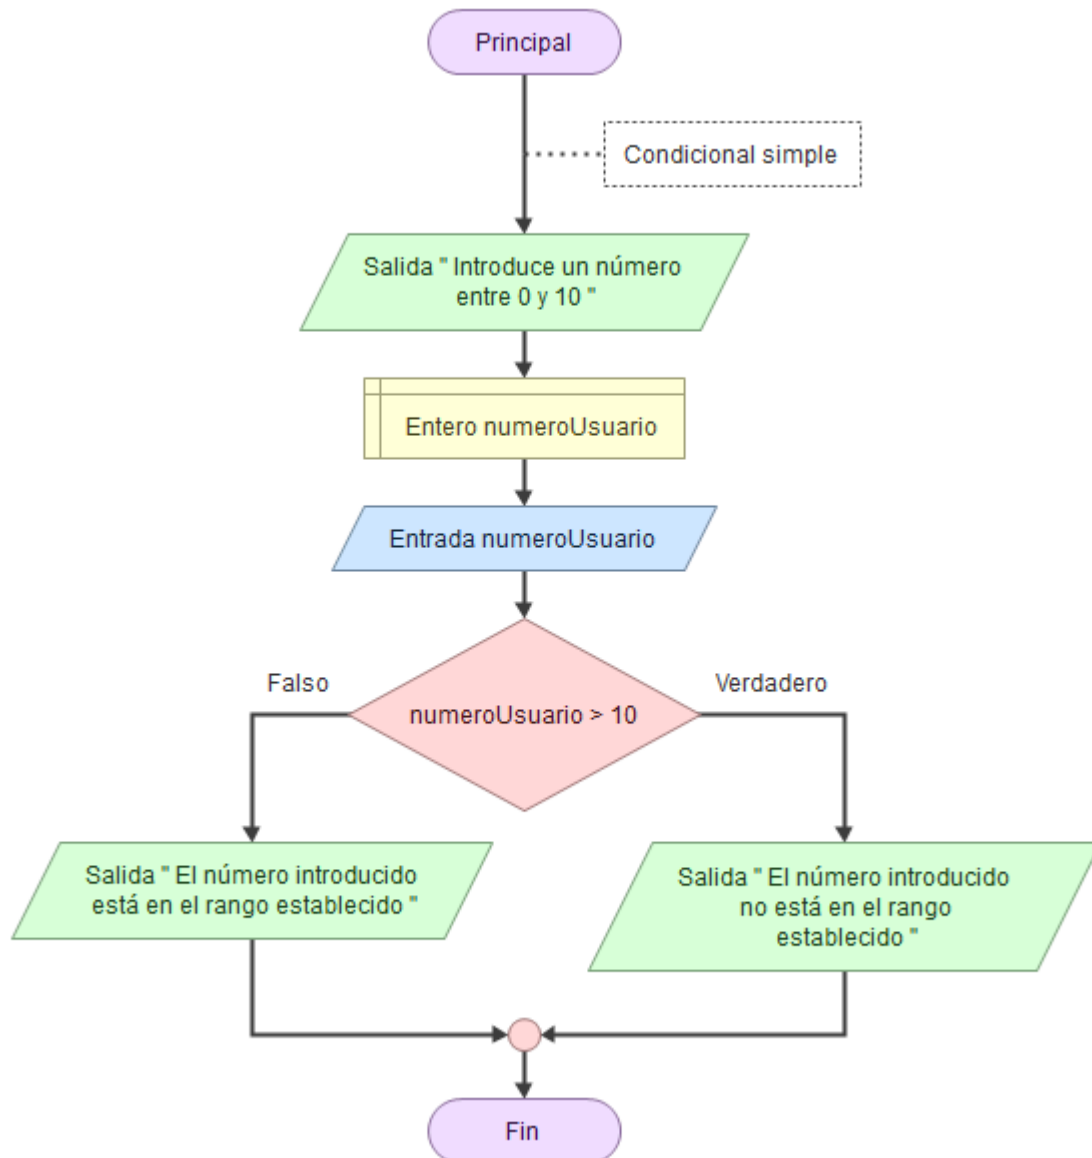 Principal
Condicional simple
Salida " Introduce un número
entre 0 y 10 "
Entero numeroUsuario
Entrada numeroUsuario
Falso
Verdadero
numeroUsuario > 10
Salida " El número introducido
está en el rango establecido "
Salida " El número introducido
no está en el rango
establecido "
Fin